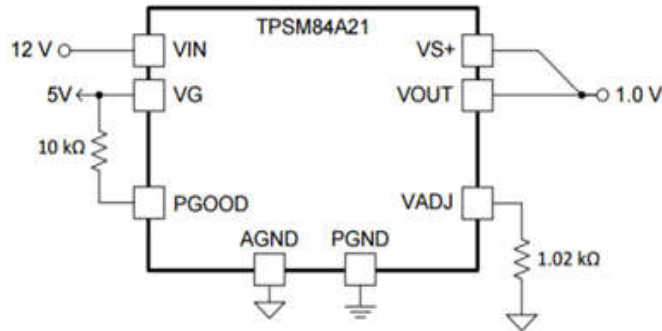 TPSM84A21
12 V
VIN
VS+
5V
VG
VOUT
1.0 V
10 kΩ
PGOOD
VADJ
AGND
PGND
1.02 kΩ